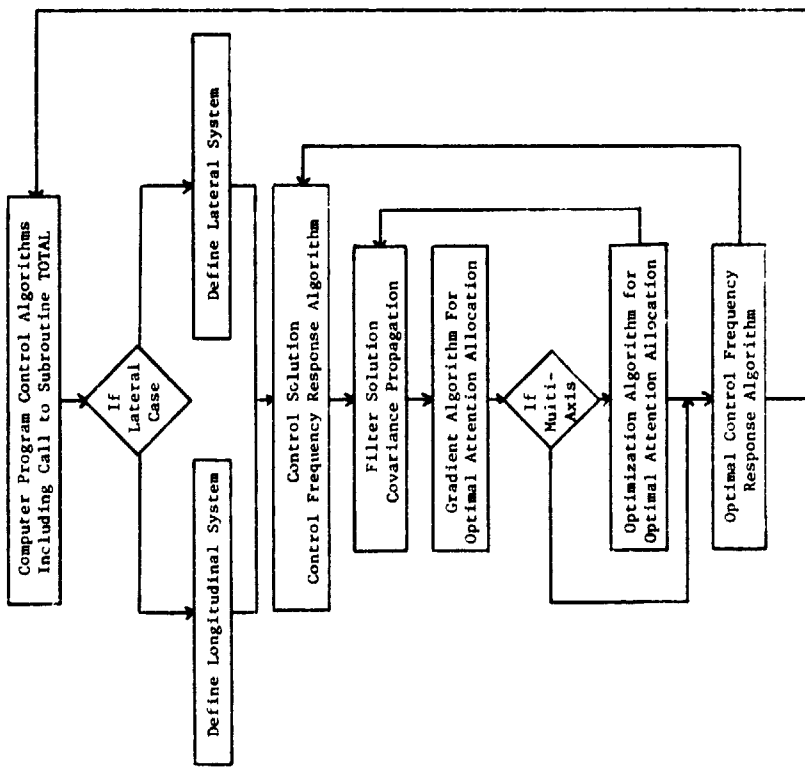 Computer Program Control Algorithms
Including Call to Subroutine TOTAL
If
Lateral
Case
Define Longitudinal System
Define Lateral System
Control Solution
Control Frequency Response Algorithm
Filter Solution
Covariance Propagation
Gradient Algorithm For
Optimal Attention Allocation
If
Multi-
Axis
Optimization Algorithm for
Optimal Attention Allocation
Optimal Control Frequency
Response Algorithm